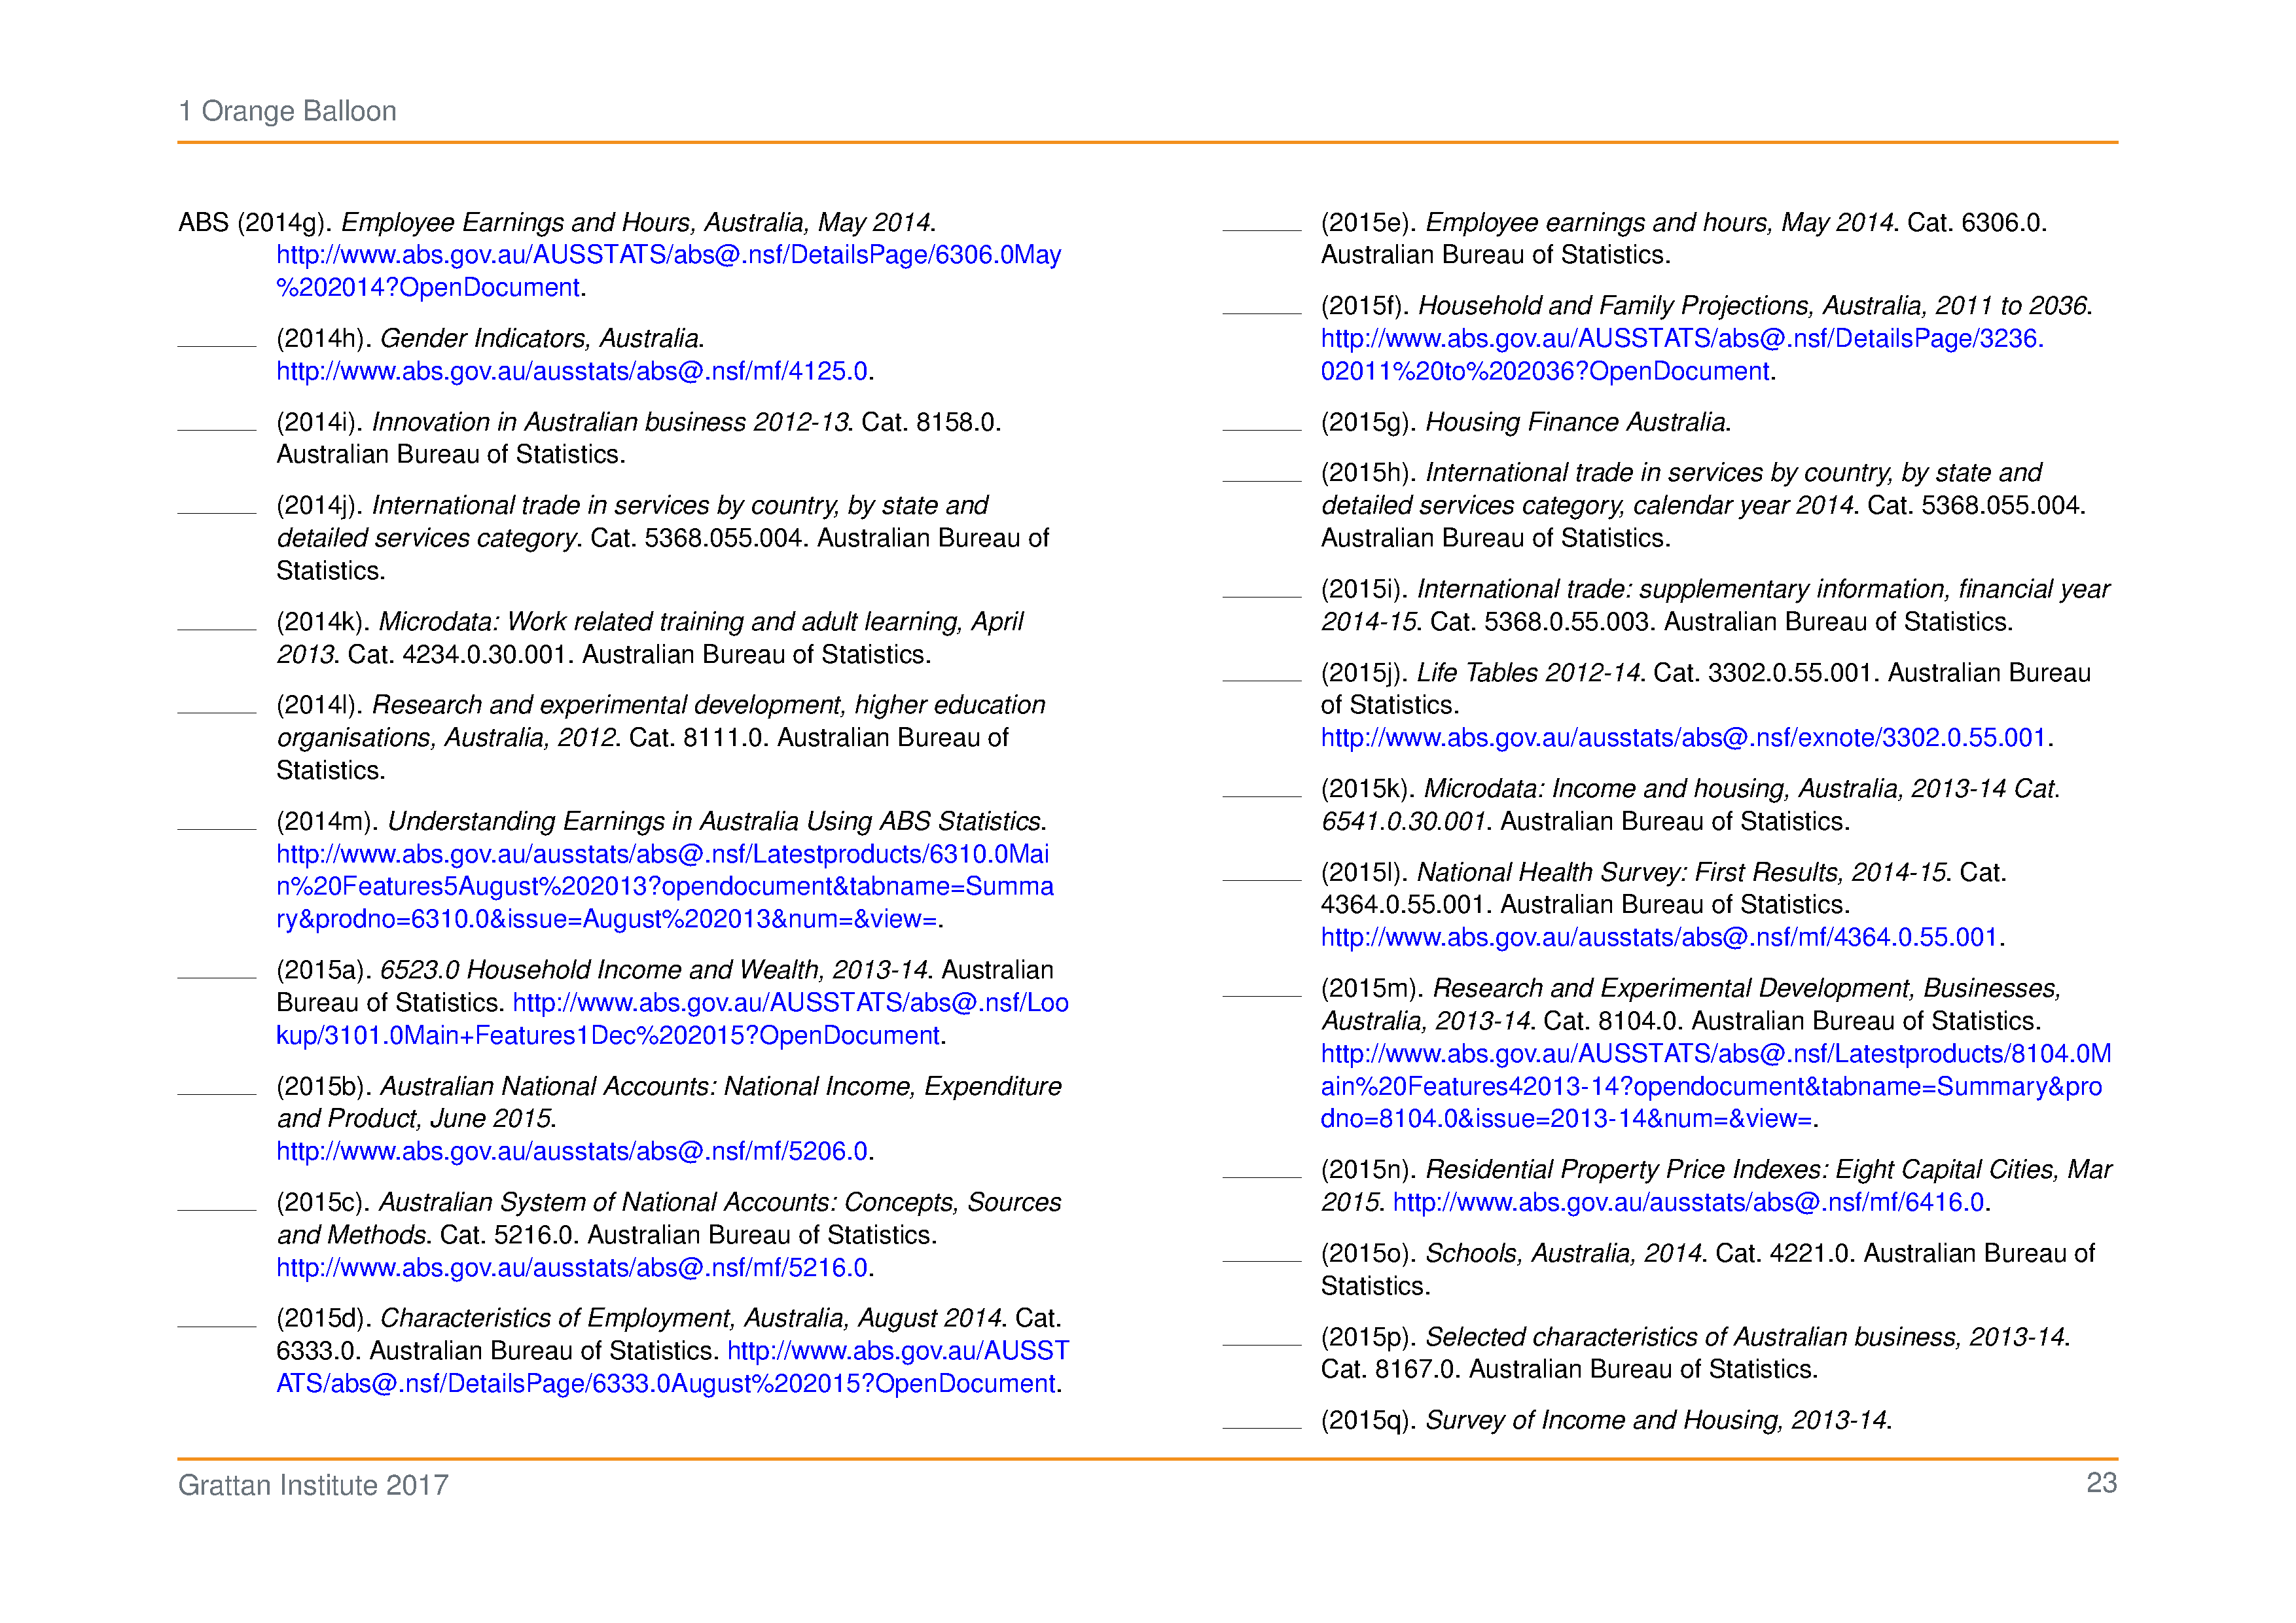 1 Orange Balloon
ABS (2014g). Employee Earnings and Hours, Australia, May 2014.
http://www.abs.gov.au/AUSSTATS/abs@.nsf/DetailsPage/6306.0May
%202014?OpenDocument.
(2014h). Gender Indicators, Australia.
http://www.abs.gov.au/ausstats/abs@.nsf/mf/4125.0.
(2014i). Innovation in Australian business 2012-13. Cat. 8158.0.
Australian Bureau of Statistics.
(2014j). International trade in services by country, by state and
detailed services category. Cat. 5368.055.004. Australian Bureau of
Statistics.
(2014k). Microdata: Work related training and adult learning, April
2013. Cat. 4234.0.30.001. Australian Bureau of Statistics.
(2014l). Research and experimental development, higher education
organisations, Australia, 2012. Cat. 8111.0. Australian Bureau of
Statistics.
(2014m). Understanding Earnings in Australia Using ABS Statistics.
http://www.abs.gov.au/ausstats/abs@.nsf/Latestproducts/6310.0Mai
n%20Features5August%202013?opendocument&tabname=Summa
ry&prodno=6310.0&issue=August%202013&num=&view=.
(2015a). 6523.0 Household Income and Wealth, 2013-14. Australian
Bureau of Statistics. http://www.abs.gov.au/AUSSTATS/abs@.nsf/Loo
kup/3101.0Main+Features1Dec%202015?OpenDocument.
(2015b). Australian National Accounts: National Income, Expenditure
and Product, June 2015.
http://www.abs.gov.au/ausstats/abs@.nsf/mf/5206.0.
(2015c). Australian System of National Accounts: Concepts, Sources
and Methods. Cat. 5216.0. Australian Bureau of Statistics.
http://www.abs.gov.au/ausstats/abs@.nsf/mf/5216.0.
(2015d). Characteristics of Employment, Australia, August 2014. Cat.
6333.0. Australian Bureau of Statistics. http://www.abs.gov.au/AUSST
ATS/abs@.nsf/DetailsPage/6333.0August%202015?OpenDocument.
(2015e). Employee earnings and hours, May 2014. Cat. 6306.0.
Australian Bureau of Statistics.
(2015f). Household and Family Projections, Australia, 2011 to 2036.
http://www.abs.gov.au/AUSSTATS/abs@.nsf/DetailsPage/3236.
02011%20to%202036?OpenDocument.
(2015g). Housing Finance Australia.
(2015h). International trade in services by country, by state and
detailed services category, calendar year 2014. Cat. 5368.055.004.
Australian Bureau of Statistics.
(2015i). International trade: supplementary information, financial year
2014-15. Cat. 5368.0.55.003. Australian Bureau of Statistics.
(2015j). Life Tables 2012-14. Cat. 3302.0.55.001. Australian Bureau
of Statistics.
http://www.abs.gov.au/ausstats/abs@.nsf/exnote/3302.0.55.001.
(2015k). Microdata: Income and housing, Australia, 2013-14 Cat.
6541.0.30.001. Australian Bureau of Statistics.
(2015l). National Health Survey: First Results, 2014-15. Cat.
4364.0.55.001. Australian Bureau of Statistics.
http://www.abs.gov.au/ausstats/abs@.nsf/mf/4364.0.55.001.
(2015m). Research and Experimental Development, Businesses,
Australia, 2013-14. Cat. 8104.0. Australian Bureau of Statistics.
http://www.abs.gov.au/AUSSTATS/abs@.nsf/Latestproducts/8104.0M
ain%20Features42013-14?opendocument&tabname=Summary&pro
dno=8104.0&issue=2013-14&num=&view=.
(2015n). Residential Property Price Indexes: Eight Capital Cities, Mar
2015. http://www.abs.gov.au/ausstats/abs@.nsf/mf/6416.0.
(2015o). Schools, Australia, 2014. Cat. 4221.0. Australian Bureau of
Statistics.
(2015p). Selected characteristics of Australian business, 2013-14.
Cat. 8167.0. Australian Bureau of Statistics.
(2015q). Survey of Income and Housing, 2013-14.
Grattan Institute 2017
23